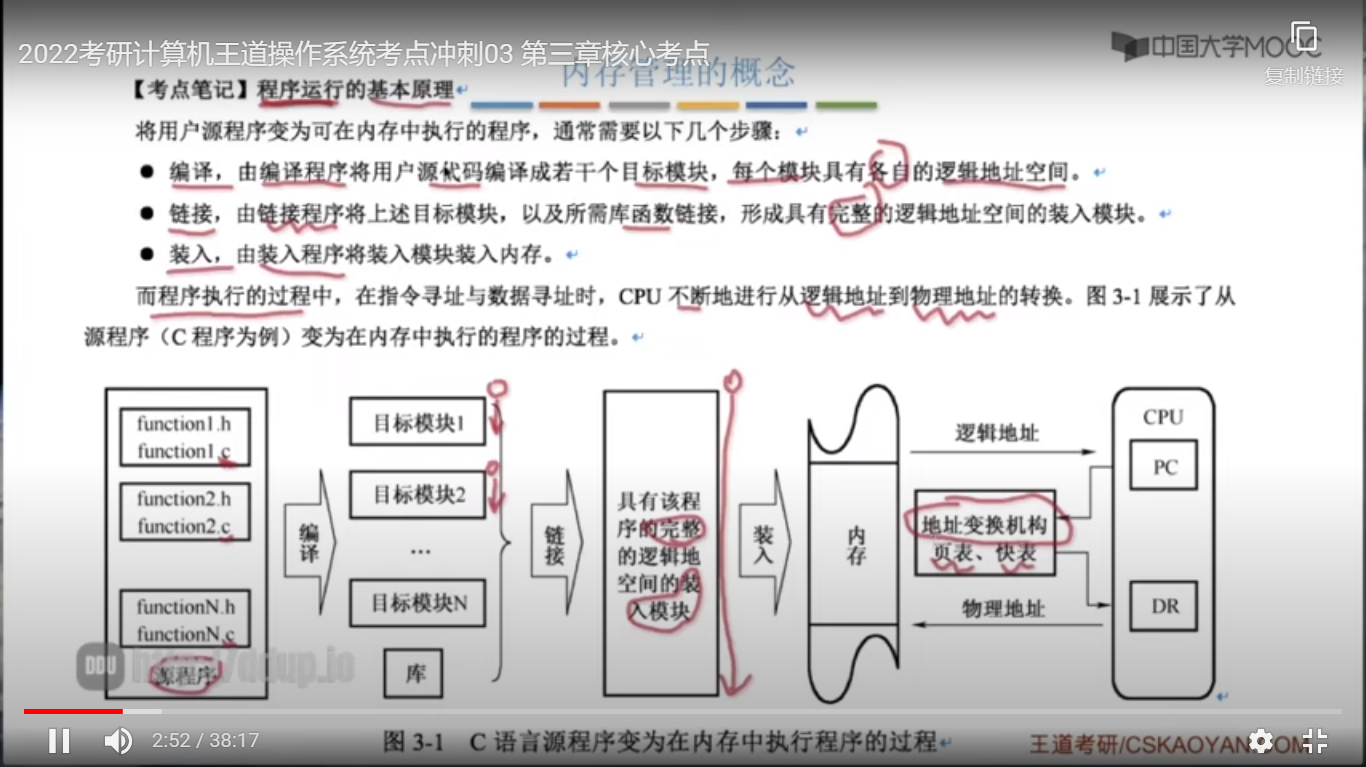 2022考研计算机王道操作系统考点冲刺03 第三章核心考点
中国大学MOOC
复制链接
内存管理的概念
【考点笔记】程序运行的基本原理
将用户源程序变为可在内存中执行的程序，通常需要以下几个步骤：
● 编译，由编译程序将用户源代码编译成若干个目标模块，每个模块具有各自的逻辑地址空间。
● 链接，由链接程序将上述目标模块，以及所需库函数链接，形成具有完整的逻辑地址空间的装入模块。
● 装入，由装入程序将装入模块装入内存。
而程序执行的过程中，在指令寻址与数据寻址时，CPU 不断地进行从逻辑地址到物理地址的转换。图 3-1 展示了从
源程序（C 程序为例）变为在内存中执行的程序的过程。
function1.h
function1.c
function2.h
function2.c
functionN.h
functionN.c
源程序
编译
目标模块1
目标模块2
…
目标模块N
库
链接
具有该程
序的完整
的逻辑地
空间的装
入模块
装入
内存
逻辑地址
地址变换机构
页表、快表
物理地址
CPU
PC
DR
DDU http://ddup.io
2:52 / 38:17
图 3-1 C 语言源程序变为在内存中执行程序的过程
王道考研/CSKAOYAN.COM